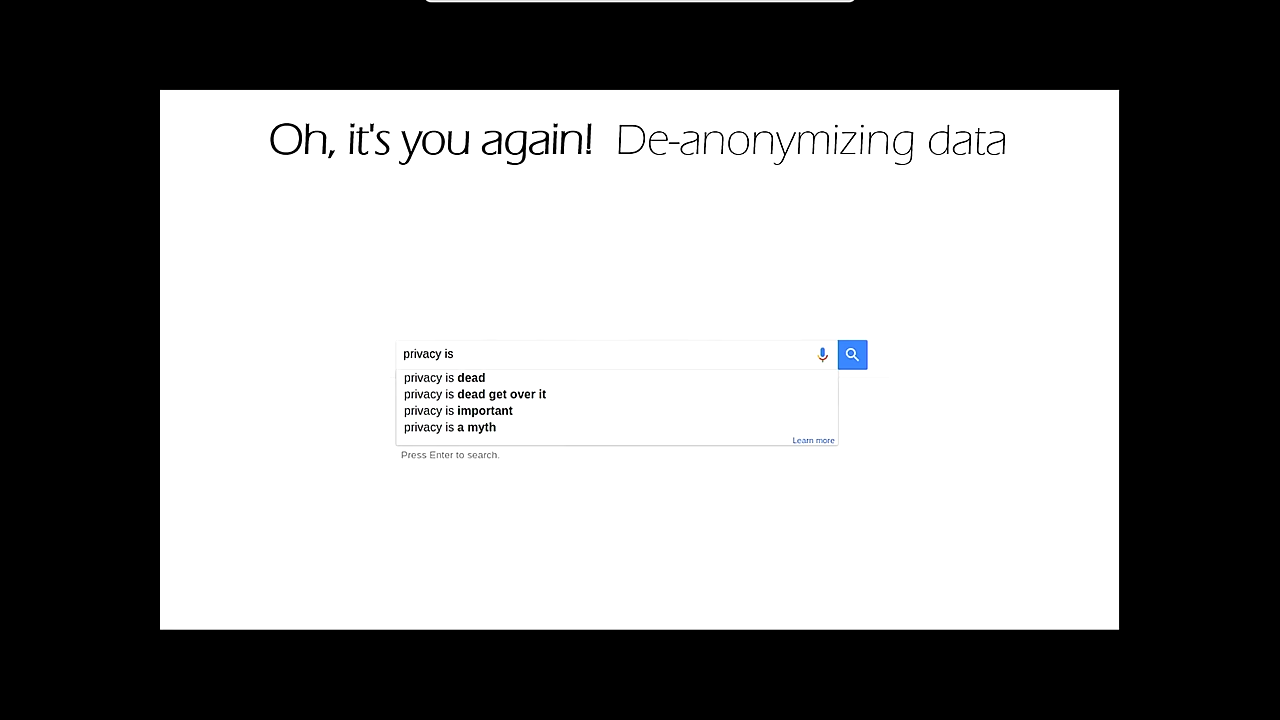 Oh, it's you again! De-anonymizing data
privacy is
privacy is dead
privacy is dead get over it
privacy is important
privacy is a myth
Learn more
Press Enter to search.